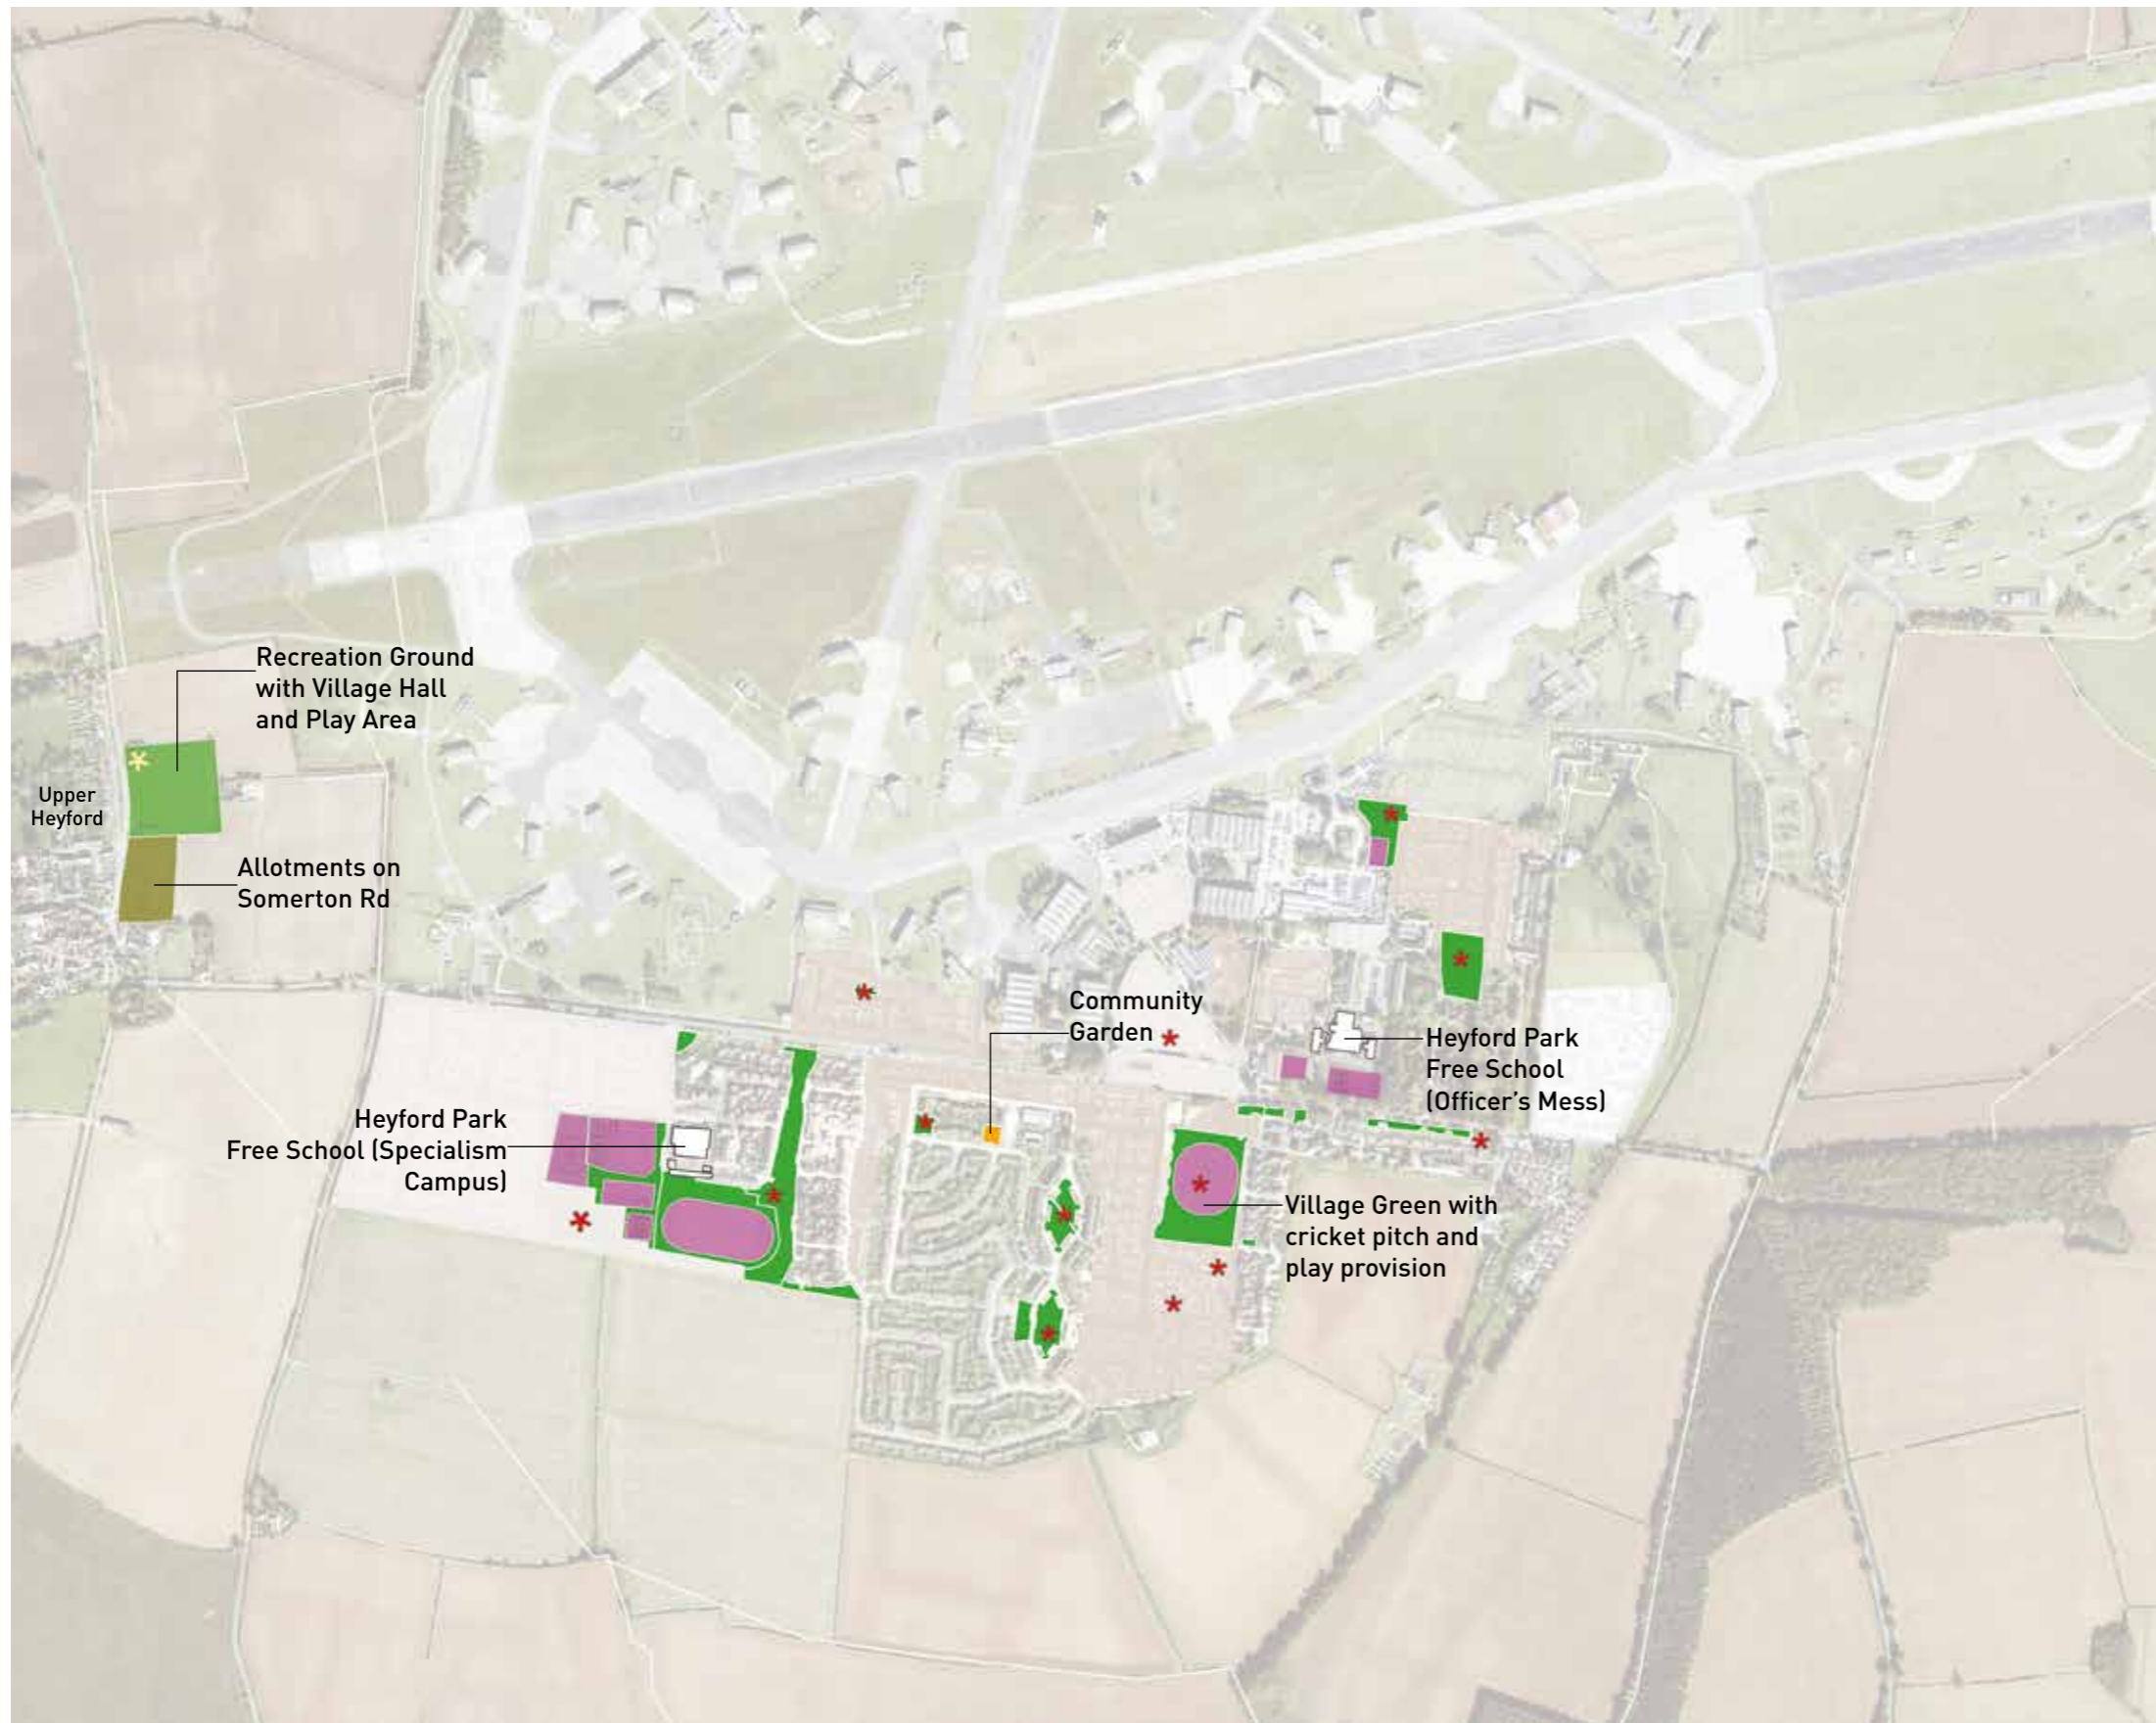 Recreation Ground
with Village Hall
and Play Area
Upper
Heyford
Allotments on
Somerton Rd
Community
Garden
Heyford Park
Free School
(Officer's Mess)
Heyford Park
Free School (Specialism
Campus)
Village Green with
cricket pitch and
play provision